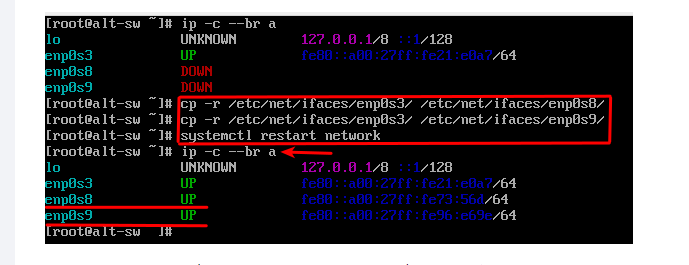 [root@alt-sw ~]# ip -c --br a
lo UNKNOWN 127.0.0.1/8 ::1/128
enp0s3 UP fe80::a00:27ff:fe21:e0a7/64
enp0s8 DOWN
enp0s9 DOWN
[root@alt-sw ~]# cp -r /etc/net/ifaces/enp0s3/ /etc/net/ifaces/enp0s8/
[root@alt-sw ~]# cp -r /etc/net/ifaces/enp0s3/ /etc/net/ifaces/enp0s9/
[root@alt-sw ~]# systemctl restart network
[root@alt-sw ~]# ip -c --br a
lo UNKNOWN 127.0.0.1/8 ::1/128
enp0s3 UP fe80::a00:27ff:fe21:e0a7/64
enp0s8 UP fe80::a00:27ff:fe73:56d/64
enp0s9 UP fe80::a00:27ff:fe96:e69e/64
[root@alt-sw ~]#